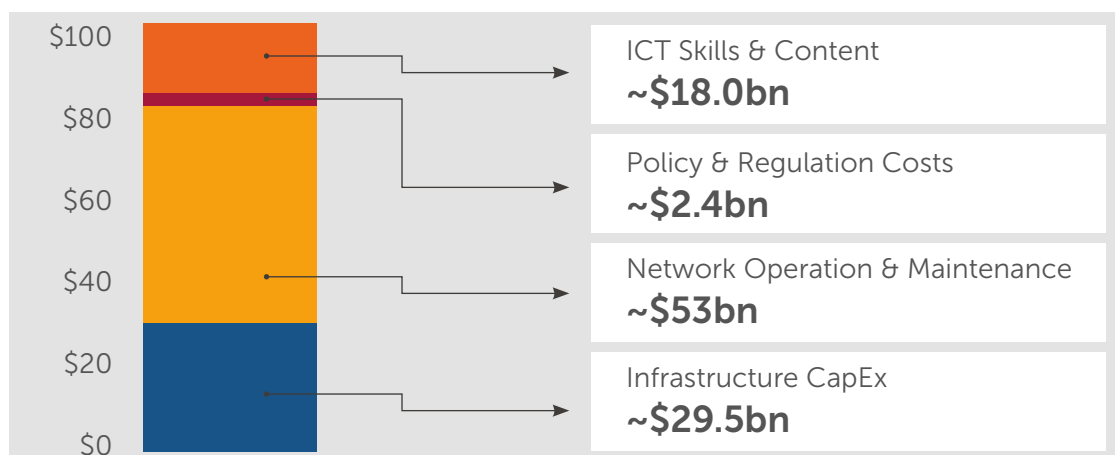 $100
$80
$60
$40
$20
$0
ICT Skills & Content
~$18.0bn
Policy & Regulation Costs
~$2.4bn
Network Operation & Maintenance
~$53bn
Infrastructure CapEx
~$29.5bn